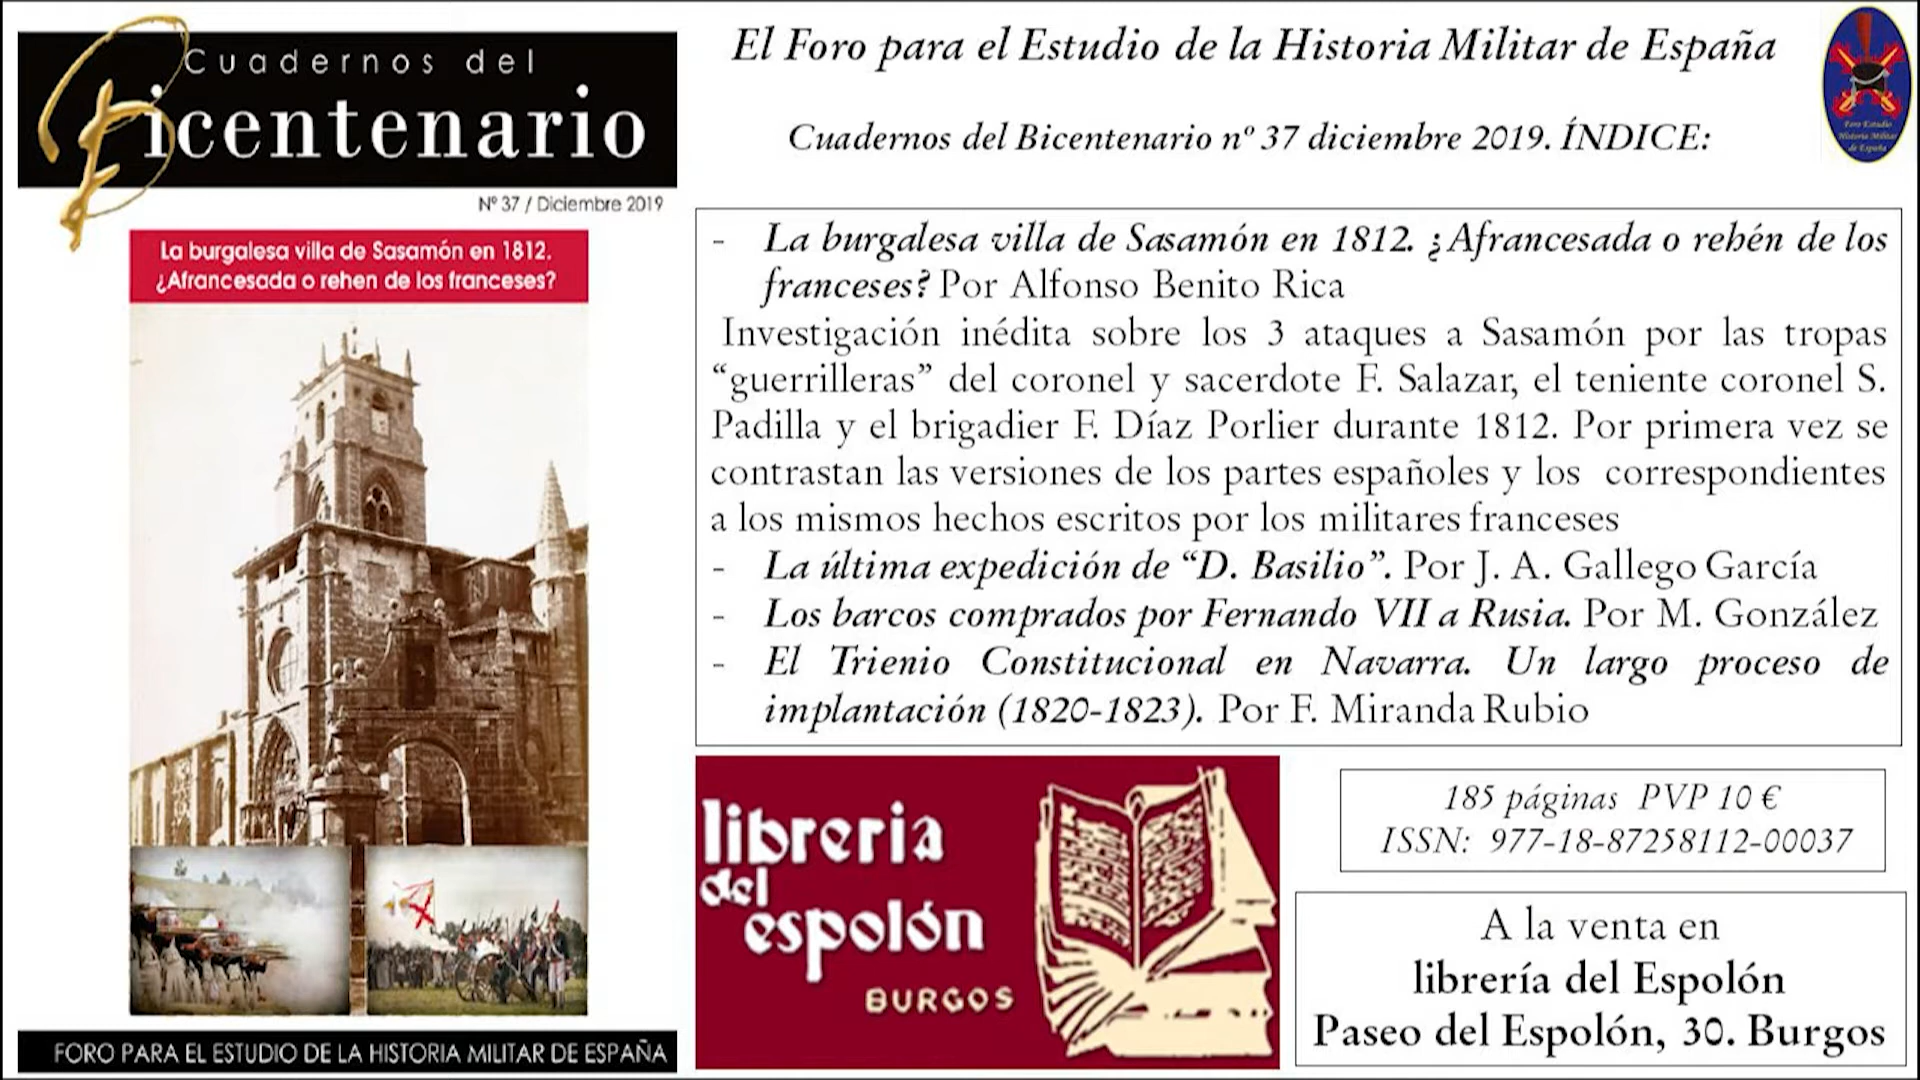 Cuadernos del
Bicentenario
Nº 37 / Diciembre 2019
La burgalesa villa de Sasamón en 1812.
¿Afrancesada o rehen de los franceses?
FORO PARA EL ESTUDIO DE LA HISTORIA MILITAR DE ESPAÑA
El Foro para el Estudio de la Historia Militar de España
Foro Estudio
Historia Militar
de España
Cuadernos del Bicentenario nº 37 diciembre 2019. ÍNDICE:
- La burgalesa villa de Sasamón en 1812. ¿Afrancesada o rehén de los
franceses? Por Alfonso Benito Rica
Investigación inédita sobre los 3 ataques a Sasamón por las tropas
“guerrilleras” del coronel y sacerdote F. Salazar, el teniente coronel S.
Padilla y el brigadier F. Díaz Porlier durante 1812. Por primera vez se
contrastan las versiones de los partes españoles y los correspondientes
a los mismos hechos escritos por los militares franceses
- La última expedición de “D. Basilio”. Por J. A. Gallego García
- Los barcos comprados por Fernando VII a Rusia. Por M. González
- El Trienio Constitucional en Navarra. Un largo proceso de
implantación (1820-1823). Por F. Miranda Rubio
librería
del
espolón
BURGOS
185 páginas PVP 10 €
ISSN: 977-18-87258112-00037
A la venta en
librería del Espolón
Paseo del Espolón, 30. Burgos